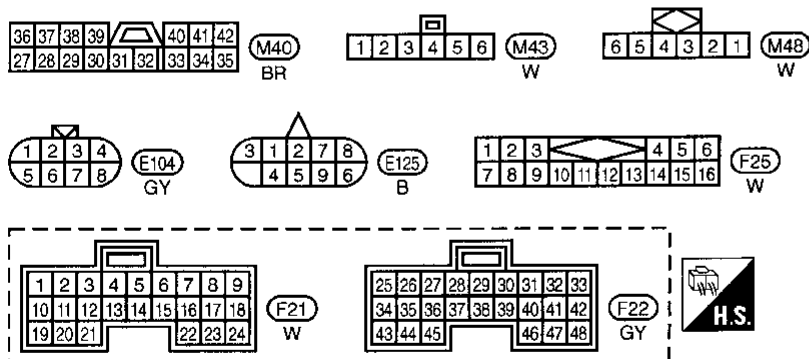 36 37 38 39 40 41 42
27 28 29 30 31 32 33 34 35
M40
BR
1 2 3 4 5 6
M43
W
6 5 4 3 2 1
M48
W
1 2 3 4
5 6 7 8
E104
GY
3 1 2 7 8
4 5 9 6
E125
B
1 2 3 4 5 6
7 8 9 10 11 12 13 14 15 16
F25
W
1 2 3 4 5 6 7 8 9
10 11 12 13 14 15 16 17 18
19 20 21 22 23 24
F21
W
25 26 27 28 29 30 31 32 33
34 35 36 37 38 39 40 41 42
43 44 45 46 47 48
F22
GY
H.S.